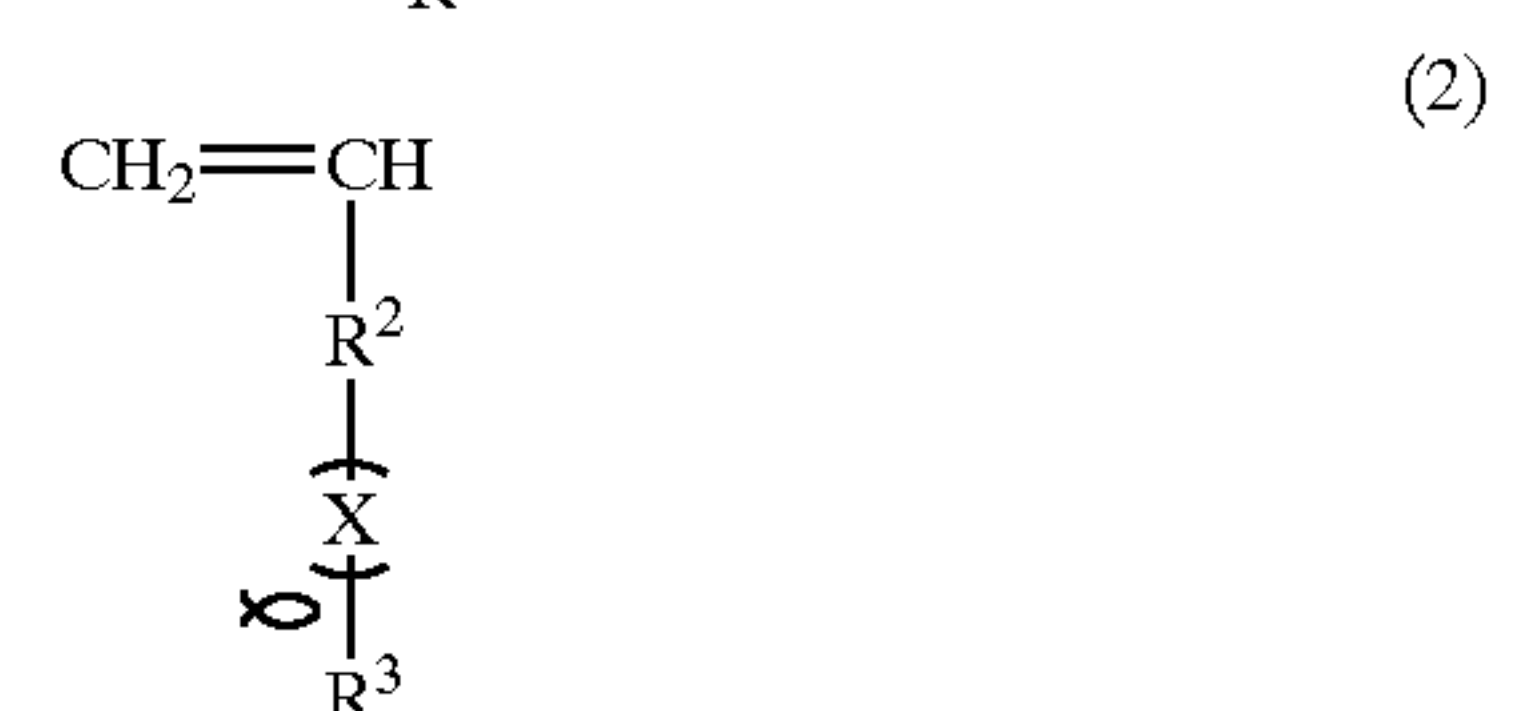 R
(2)
CH₂=CH
R²
(X)
ℓ
R³